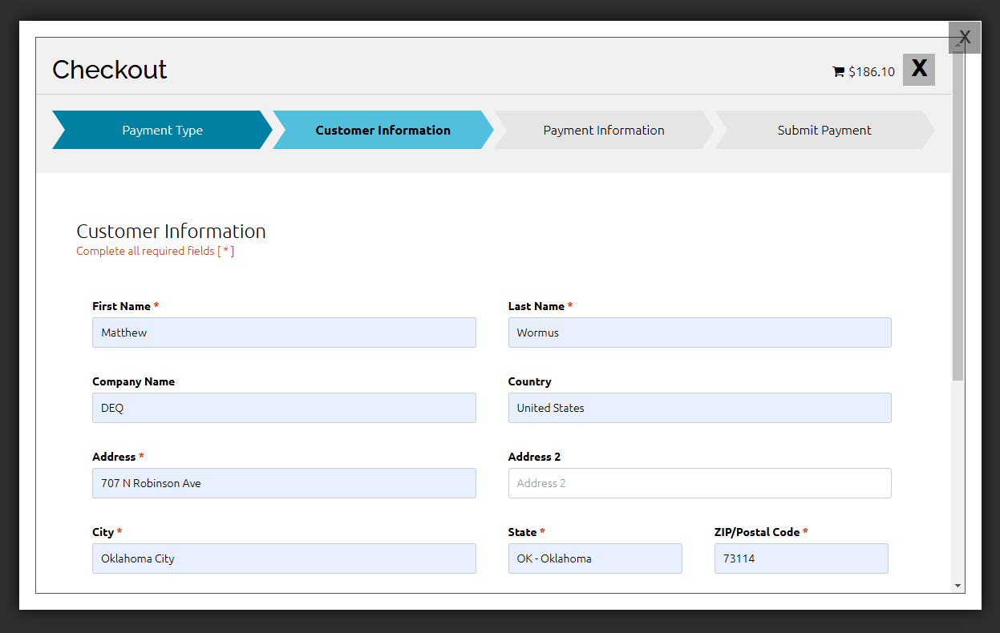 X
Checkout
$186.10 X
Payment Type Customer Information Payment Information Submit Payment
Customer Information
Complete all required fields [ * ]
First Name * Last Name *
Matthew Wormus
Company Name Country
DEQ United States
Address * Address 2
707 N Robinson Ave Address 2
City * State * ZIP/Postal Code *
Oklahoma City OK - Oklahoma 73114